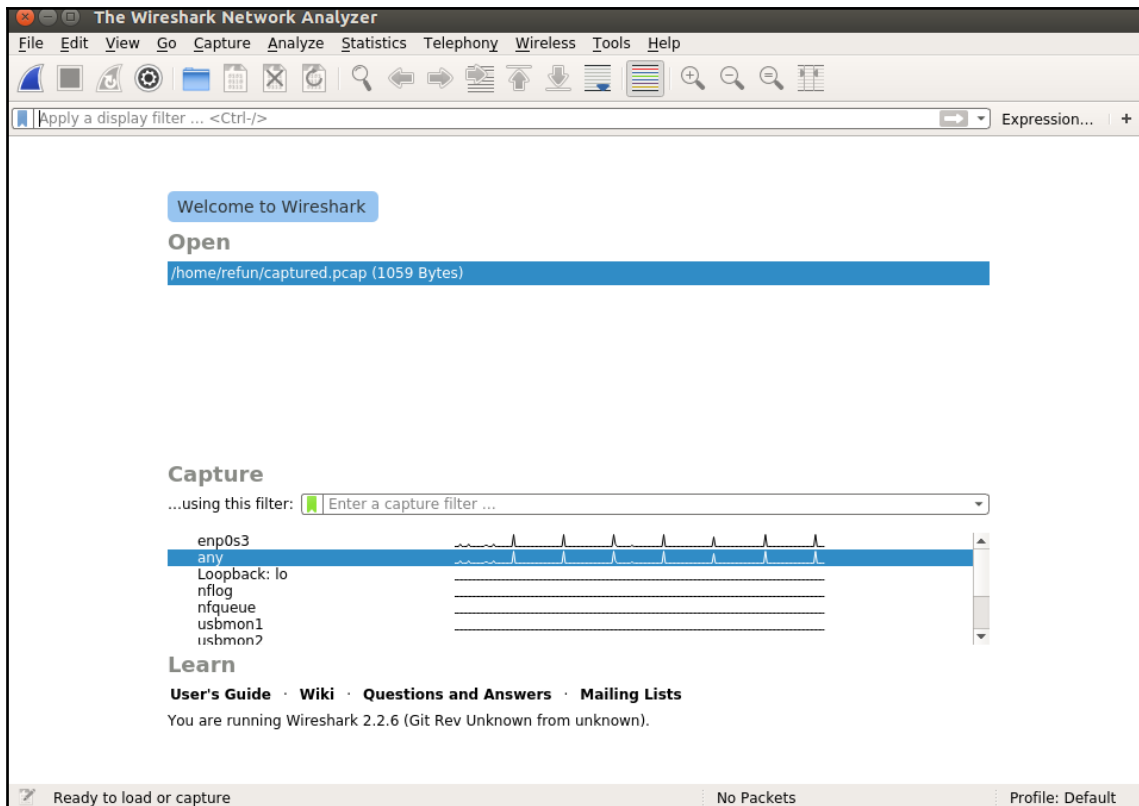 The Wireshark Network Analyzer
File Edit View Go Capture Analyze Statistics Telephony Wireless Tools Help
Apply a display filter ... <Ctrl-/> Expression... +
Welcome to Wireshark
Open
/home/refun/captured.pcap (1059 Bytes)
Capture
...using this filter: Enter a capture filter ...
enp0s3
any
Loopback: lo
nflog
nfqueue
usbmon1
usbmon2
Learn
User's Guide · Wiki · Questions and Answers · Mailing Lists
You are running Wireshark 2.2.6 (Git Rev Unknown from unknown).
Ready to load or capture No Packets Profile: Default